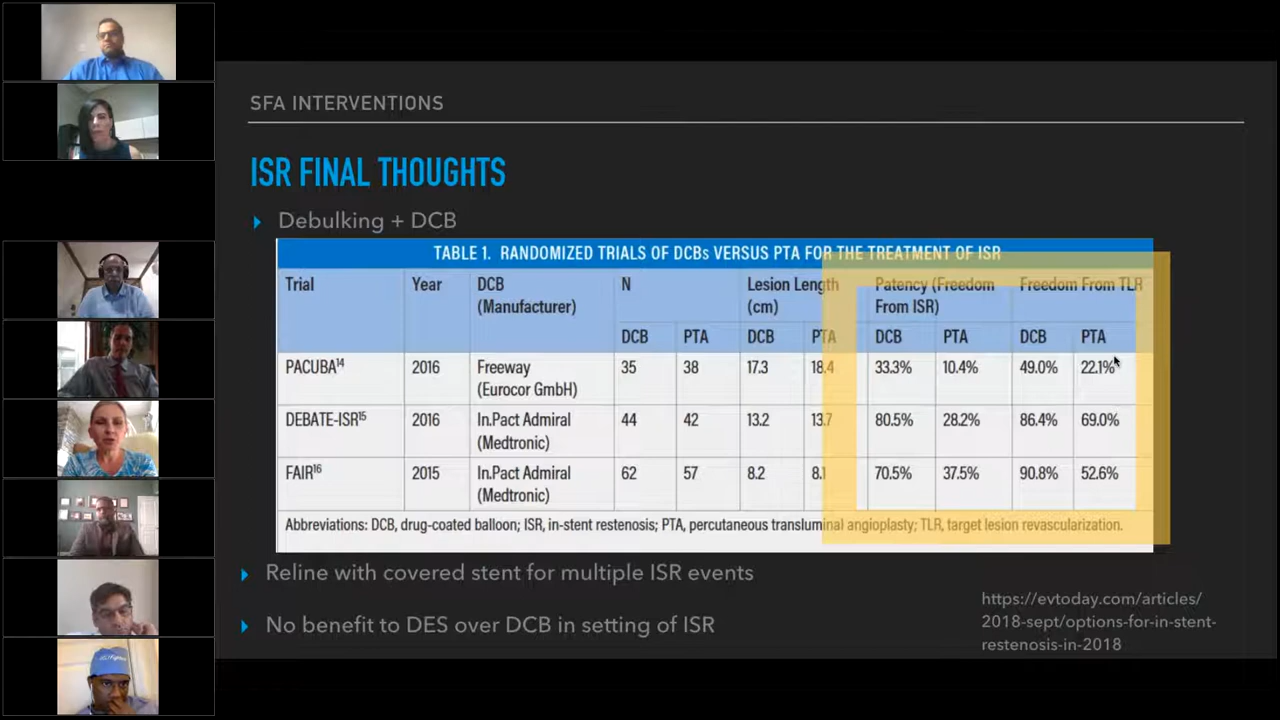 SFA INTERVENTIONS
ISR FINAL THOUGHTS
Debulking + DCB
TABLE 1. RANDOMIZED TRIALS OF DCBs VERSUS PTA FOR THE TREATMENT OF ISR
Trial Year DCB (Manufacturer) N Lesion Length (cm) Patency (Freedom From ISR) Freedom From TLR
DCB PTA DCB PTA DCB PTA DCB PTA
PACUBA14 2016 Freeway (Eurocor GmbH) 35 38 17.3 18.4 33.3% 10.4% 49.0% 22.1%
DEBATE-ISR15 2016 In.Pact Admiral (Medtronic) 44 42 13.2 13.7 80.5% 28.2% 86.4% 69.0%
FAIR16 2015 In.Pact Admiral (Medtronic) 62 57 8.2 8.1 70.5% 37.5% 90.8% 52.6%
Abbreviations: DCB, drug-coated balloon; ISR, in-stent restenosis; PTA, percutaneous transluminal angioplasty; TLR, target lesion revascularization.
Reline with covered stent for multiple ISR events
No benefit to DES over DCB in setting of ISR
https://evtoday.com/articles/
2018-sept/options-for-in-stent-
restenosis-in-2018